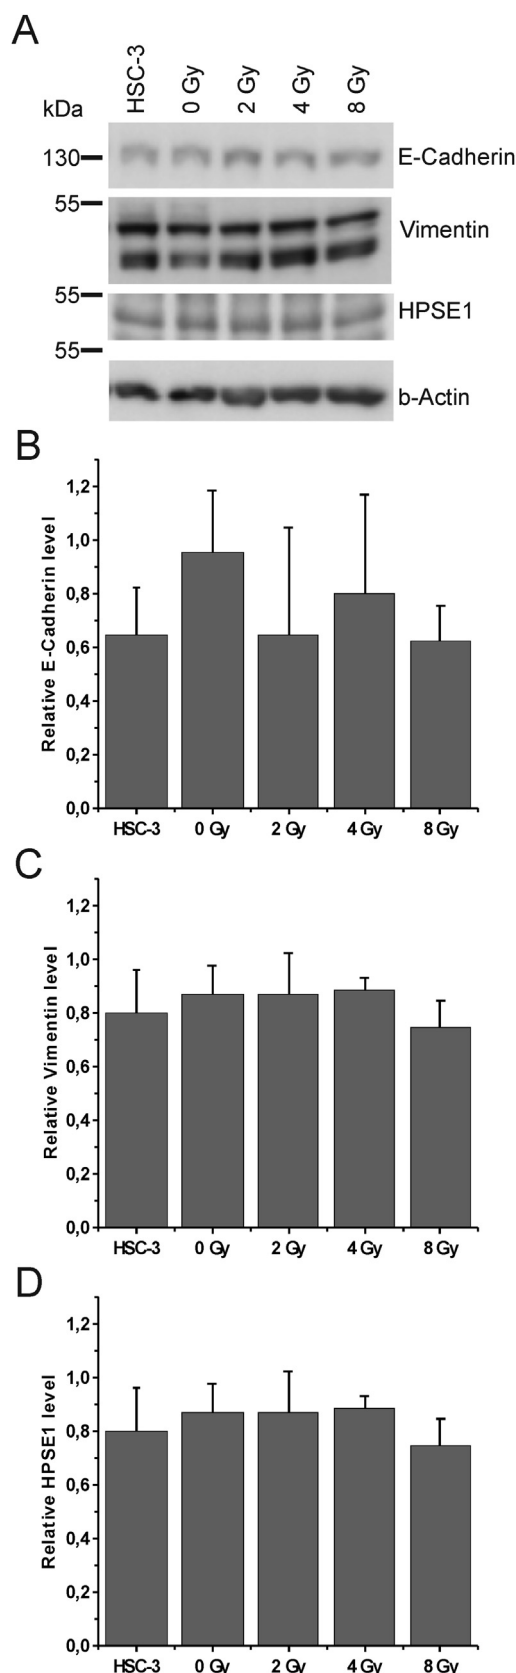 A
HSC-3 0 Gy 2 Gy 4 Gy 8 Gy
kDa
130 E-Cadherin
55
Vimentin
55
HPSE1
55
b-Actin
B
Relative E-Cadherin level
1,2
1,0
0,8
0,6
0,4
0,2
0,0
HSC-3 0 Gy 2 Gy 4 Gy 8 Gy
C
Relative Vimentin level
1,2
1,0
0,8
0,6
0,4
0,2
0,0
HSC-3 0 Gy 2 Gy 4 Gy 8 Gy
D
Relative HPSE1 level
1,2
1,0
0,8
0,6
0,4
0,2
0,0
HSC-3 0 Gy 2 Gy 4 Gy 8 Gy